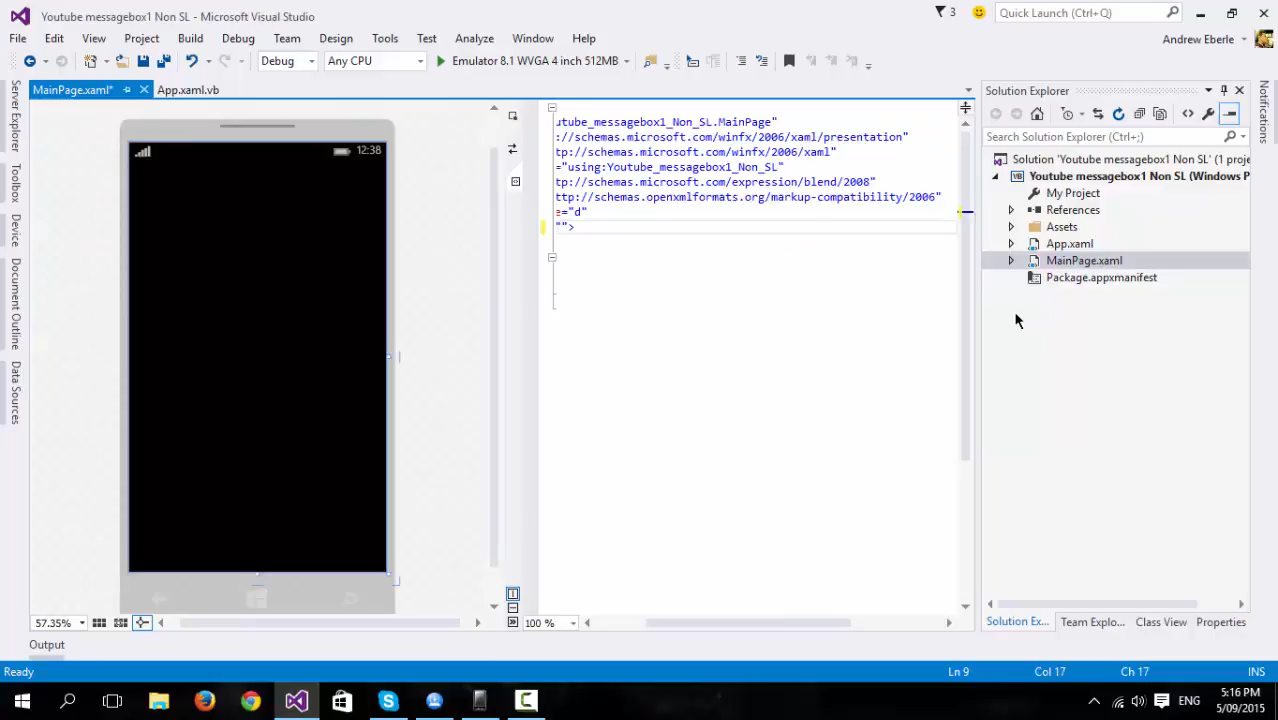 Youtube messagebox1 Non SL - Microsoft Visual Studio
3
Quick Launch (Ctrl+Q)
File Edit View Project Build Debug Team Design Tools Test Analyze Window Help
Andrew Eberle
Debug Any CPU Emulator 8.1 WVGA 4 inch 512MB
MainPage.xaml* App.xaml.vb
Solution Explorer
Server Explorer
Toolbox
Device
Document Outline
Data Sources
12:38
utube_messagebox1_Non_SL.MainPage"
://schemas.microsoft.com/winfx/2006/xaml/presentation"
tp://schemas.microsoft.com/winfx/2006/xaml"
="using:Youtube_messagebox1_Non_SL"
tp://schemas.microsoft.com/expression/blend/2008"
ttp://schemas.openxmlformats.org/markup-compatibility/2006"
e="d"
"">
Search Solution Explorer (Ctrl+;)
Solution 'Youtube messagebox1 Non SL' (1 proje
VB Youtube messagebox1 Non SL (Windows P
My Project
References
Assets
App.xaml
MainPage.xaml
Package.appxmanifest
Notifications
57.35%
100 %
Solution Ex... Team Explo... Class View Properties
Output
Ready
Ln 9 Col 17 Ch 17 INS
ENG
5:16 PM
5/09/2015